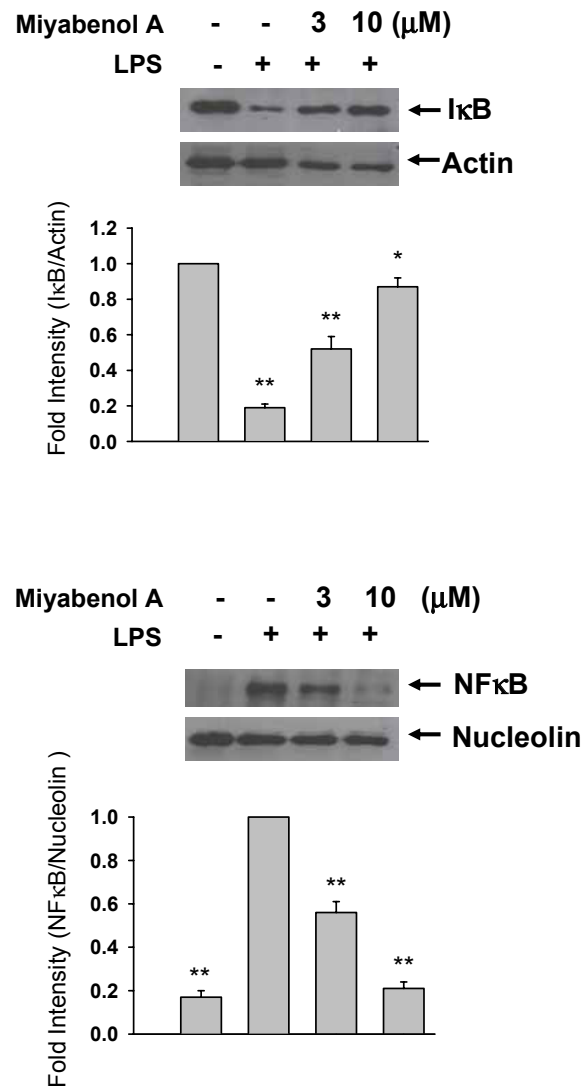 Miyabenol A - - 3 10 (μM)
LPS - + + +
← IκB
← Actin
Fold Intensity (IκB/Actin)
1.2
1.0
0.8
0.6
0.4
0.2
0.0
**
**
*
Miyabenol A - - 3 10 (μM)
LPS - + + +
← NFκB
← Nucleolin
Fold Intensity (NFκB/Nucleolin )
1.0
0.8
0.6
0.4
0.2
0.0
**
**
**